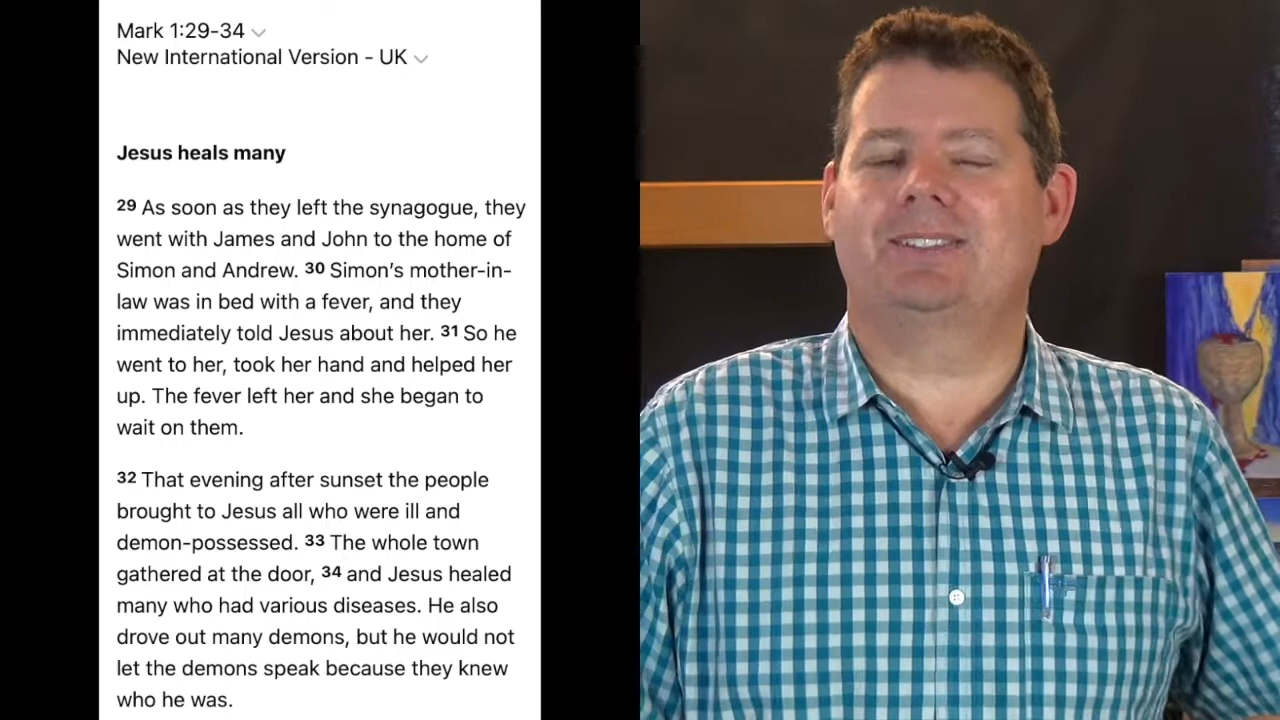 Mark 1:29-34
New International Version - UK
Jesus heals many
29 As soon as they left the synagogue, they
went with James and John to the home of
Simon and Andrew. 30 Simon’s mother-in-
law was in bed with a fever, and they
immediately told Jesus about her. 31 So he
went to her, took her hand and helped her
up. The fever left her and she began to
wait on them.
32 That evening after sunset the people
brought to Jesus all who were ill and
demon-possessed. 33 The whole town
gathered at the door, 34 and Jesus healed
many who had various diseases. He also
drove out many demons, but he would not
let the demons speak because they knew
who he was.